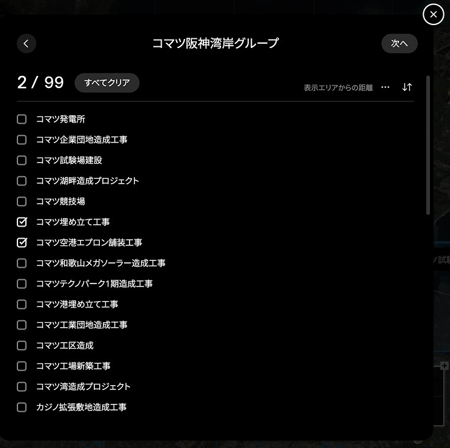 コマツ阪神湾岸グループ
次へ
2 / 99
すべてクリア
表示エリアからの距離
コマツ発電所
コマツ企業団地造成工事
コマツ試験場建設
コマツ湖畔造成プロジェクト
コマツ競技場
コマツ埋め立て工事
コマツ空港エプロン舗装工事
コマツ和歌山メガソーラー造成工事
コマツテクノパーク1期造成工事
コマツ港埋め立て工事
コマツ工業団地造成工事
コマツ工区造成
コマツ工場新築工事
コマツ湾造成プロジェクト
カジノ拡張敷地造成工事